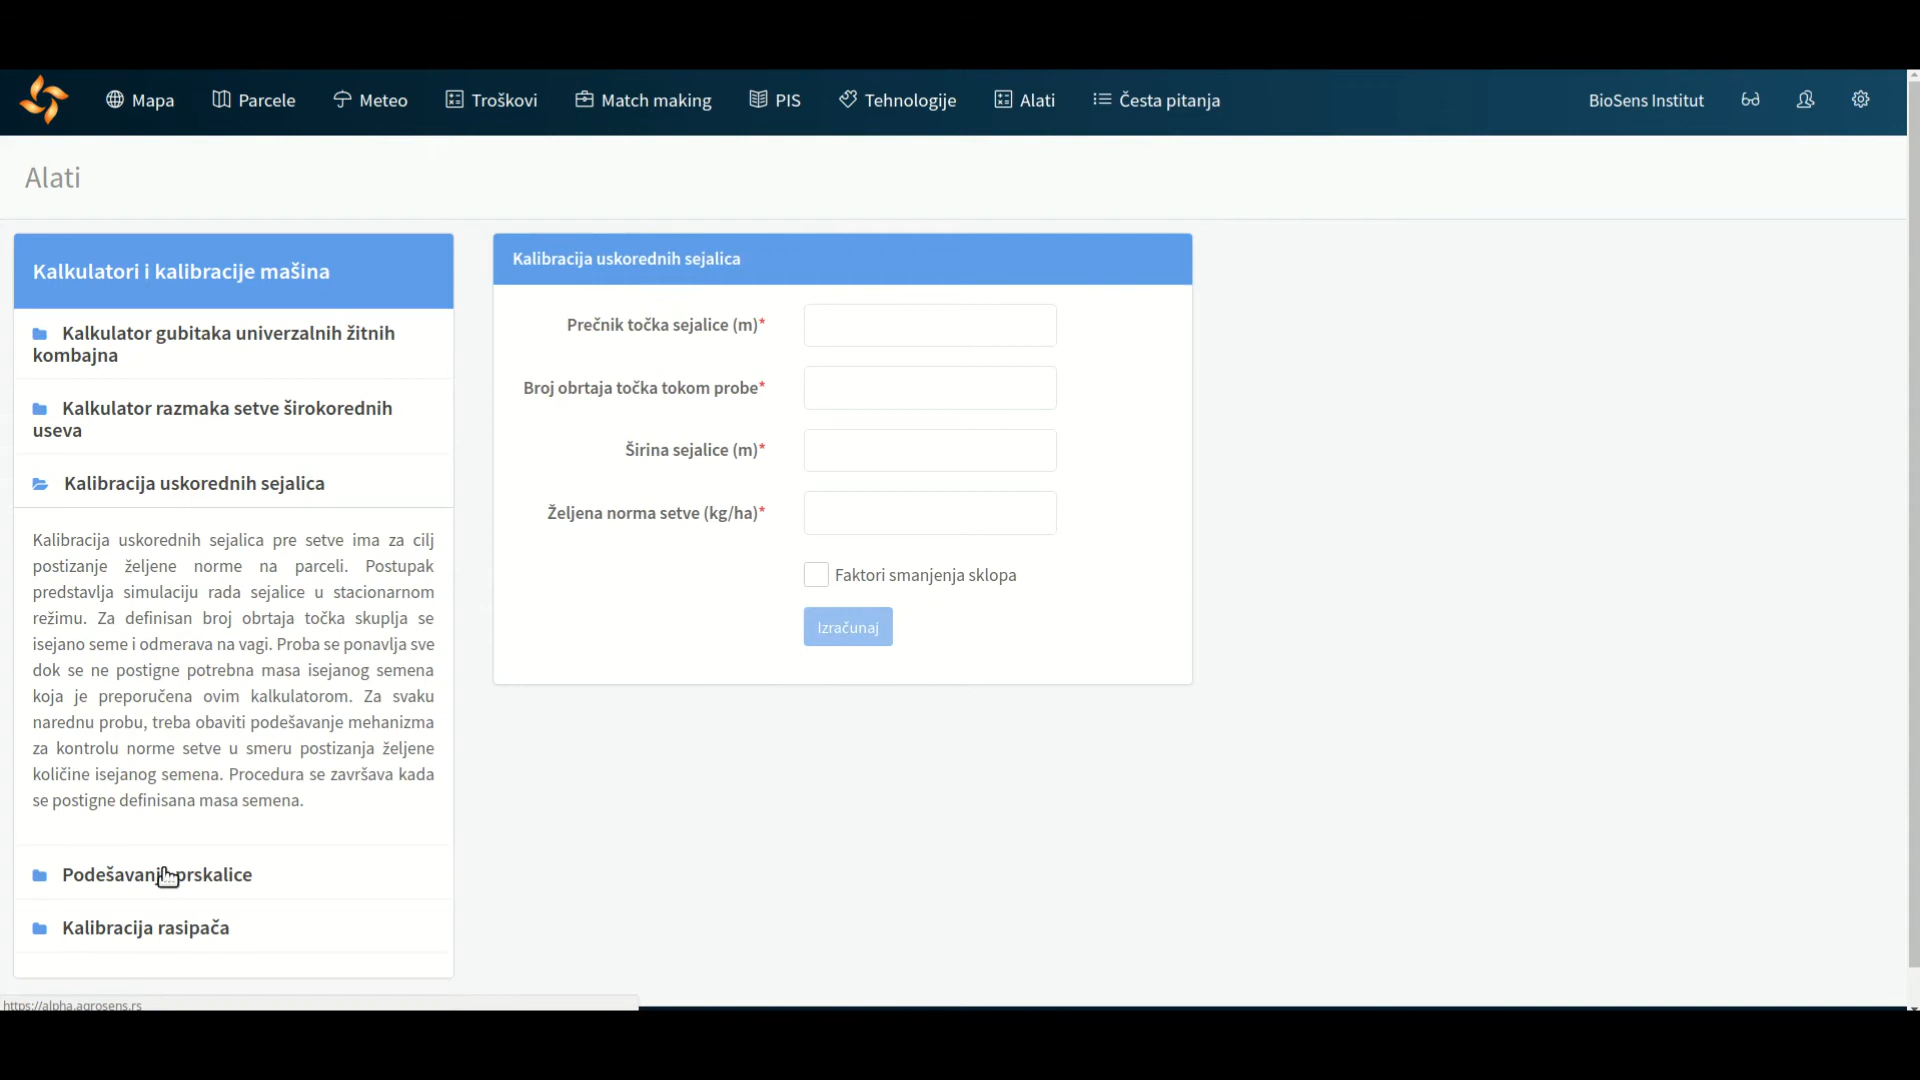 Mapa
Parcele
Meteo
Troškovi
Match making
PIS
Tehnologije
Alati
Česta pitanja
BioSens Institut
Alati
Kalkulatori i kalibracije mašina
Kalkulator gubitaka univerzalnih žitnih
kombajna
Kalkulator razmaka setve širokorednih
useva
Kalibracija uskorednih sejalica
Kalibracija uskorednih sejalica pre setve ima za cilj
postizanje željene norme na parceli. Postupak
predstavlja simulaciju rada sejalice u stacionarnom
režimu. Za definisan broj obrtaja točka skuplja se
isejano seme i odmerava na vagi. Proba se ponavlja sve
dok se ne postigne potrebna masa isejanog semena
koja je preporučena ovim kalkulatorom. Za svaku
narednu probu, treba obaviti podešavanje mehanizma
za kontrolu norme setve u smeru postizanja željene
količine isejanog semena. Procedura se završava kada
se postigne definisana masa semena.
Podešavanje prskalice
Kalibracija rasipača
Kalibracija uskorednih sejalica
Prečnik točka sejalice (m)*
Broj obrtaja točka tokom probe*
Širina sejalice (m)*
Željena norma setve (kg/ha)*
Faktori smanjenja sklopa
Izračunaj
https://alpha.agrosens.rs